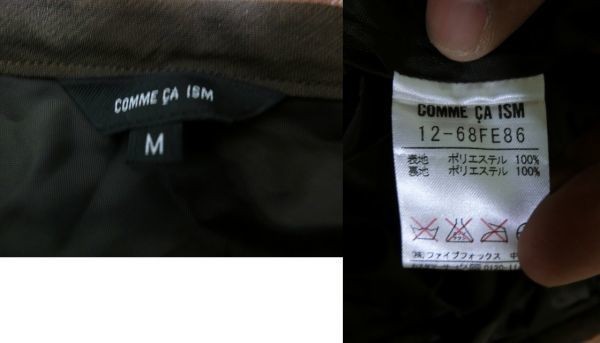 COMME ÇA ISM
M
COMME ÇA ISM
12-68FE86
表地 ポリエステル 100%
裏地 ポリエステル 100%
㈱ファイブフォックス